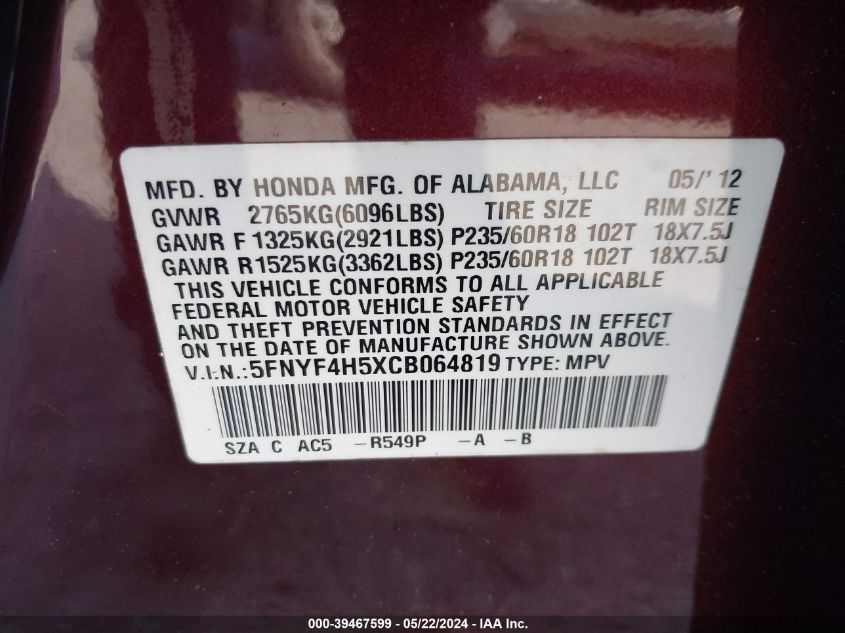 MFD. BY HONDA MFG. OF ALABAMA, LLC 05/'12
GVWR 2765KG(6096LBS) TIRE SIZE RIM SIZE
GAWR F 1325KG(2921LBS) P235/60R18 102T 18X7.5J
GAWR R1525KG(3362LBS) P235/60R18 102T 18X7.5J
THIS VEHICLE CONFORMS TO ALL APPLICABLE
FEDERAL MOTOR VEHICLE SAFETY
AND THEFT PREVENTION STANDARDS IN EFFECT
ON THE DATE OF MANUFACTURE SHOWN ABOVE.
V.I.N.:5FNYF4H5XCB064819 TYPE: MPV
SZA C AC5 -R549P -A -B
000-39467599 - 05/22/2024 - IAAI.com